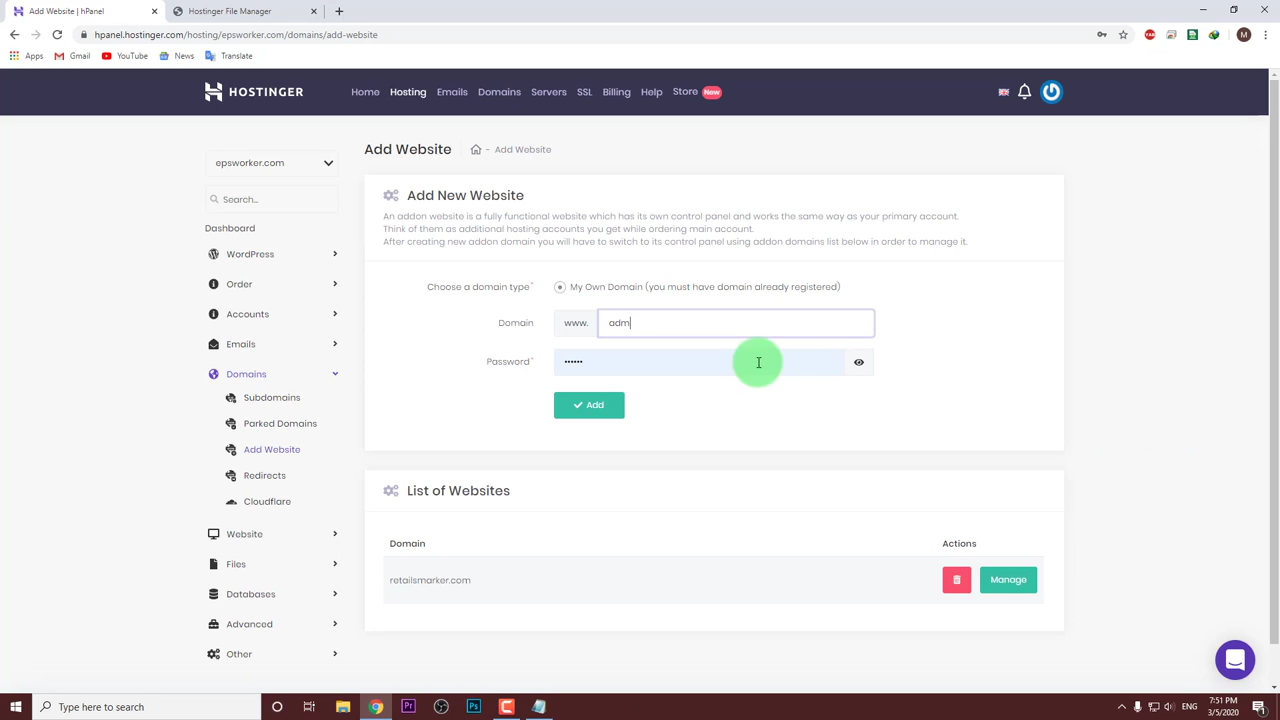 Add Website | hPanel
Hostinger File Manager
hpanel.hostinger.com/hosting/epsworker.com/domains/add-website
M
Apps
Gmail
YouTube
News
Translate
HOSTINGER
Home
Hosting
Emails
Domains
Servers
SSL
Billing
Help
Store
New
epsworker.com
Search...
Dashboard
WordPress
Order
Accounts
Emails
Domains
Subdomains
Parked Domains
Add Website
Redirects
Cloudflare
Website
Files
Databases
Advanced
Other
Add Website
- Add Website
Add New Website
An addon website is a fully functional website which has its own control panel and works the same way as your primary account.
Think of them as additional hosting accounts you get while ordering main account.
After creating new addon domain you will have to switch to its control panel using addon domains list below in order to manage it.
Choose a domain type*
My Own Domain (you must have domain already registered)
Domain
www.
adm
Password*
••••••
Add
List of Websites
Domain
Actions
retailsmarker.com
Manage
Type here to search
Pr
Ps
ENG
7:51 PM
3/5/2020
1